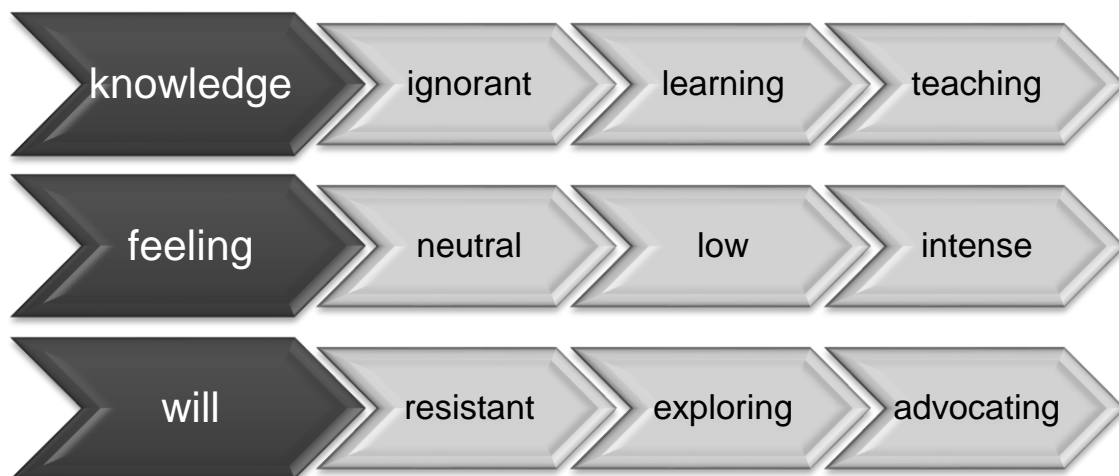 knowledge ignorant learning teaching
feeling neutral low intense
will resistant exploring advocating